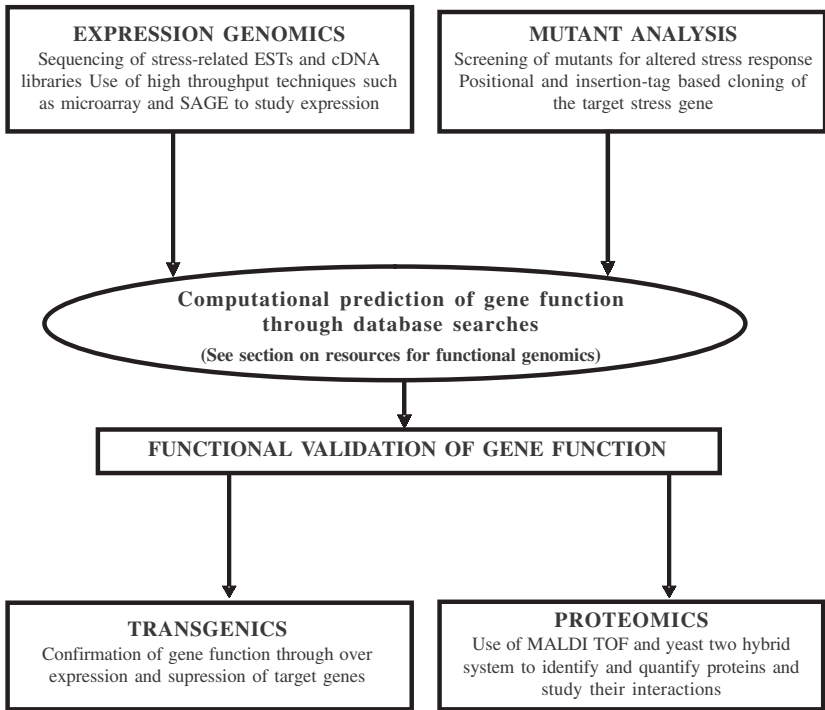 EXPRESSION GENOMICS
Sequencing of stress-related ESTs and cDNA
libraries Use of high throughput techniques such
as microarray and SAGE to study expression
MUTANT ANALYSIS
Screening of mutants for altered stress response
Positional and insertion-tag based cloning of
the target stress gene
Computational prediction of gene function
through database searches
(See section on resources for functional genomics)
FUNCTIONAL VALIDATION OF GENE FUNCTION
TRANSGENICS
Confirmation of gene function through over
expression and supression of target genes
PROTEOMICS
Use of MALDI TOF and yeast two hybrid
system to identify and quantify proteins and
study their interactions